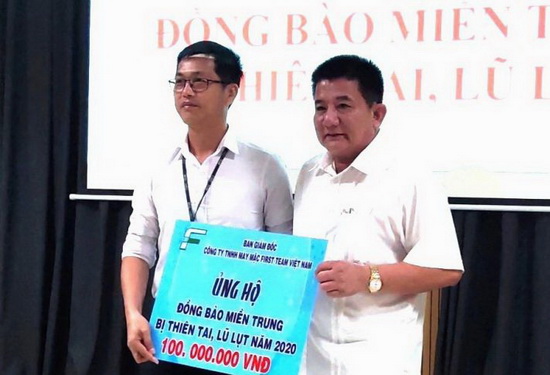 ĐỒNG BÀO MIỀN T
THIÊN TAI, LŨ L
BAN GIÁM ĐỐC
CÔNG TY TNHH MAY MẶC FIRST TEAM VIỆT NAM
ỦNG HỘ
ĐỒNG BÀO MIỀN TRUNG
BỊ THIÊN TAI, LŨ LỤT NĂM 2020
100.000.000 VNĐ